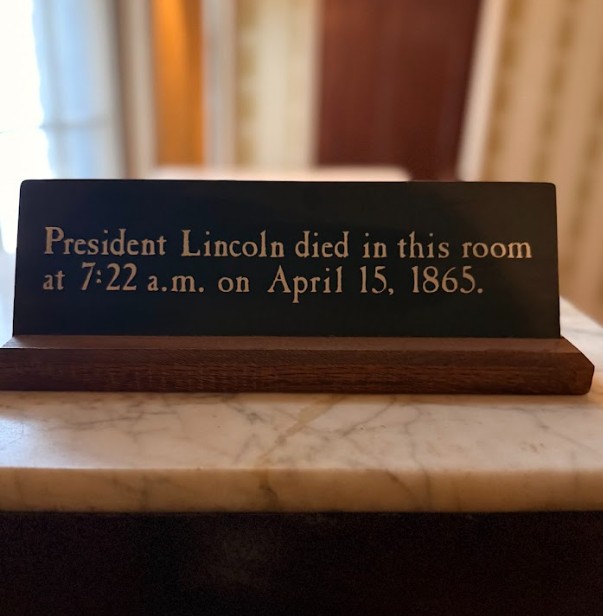 President Lincoln died in this room
at 7:22 a.m. on April 15, 1865.